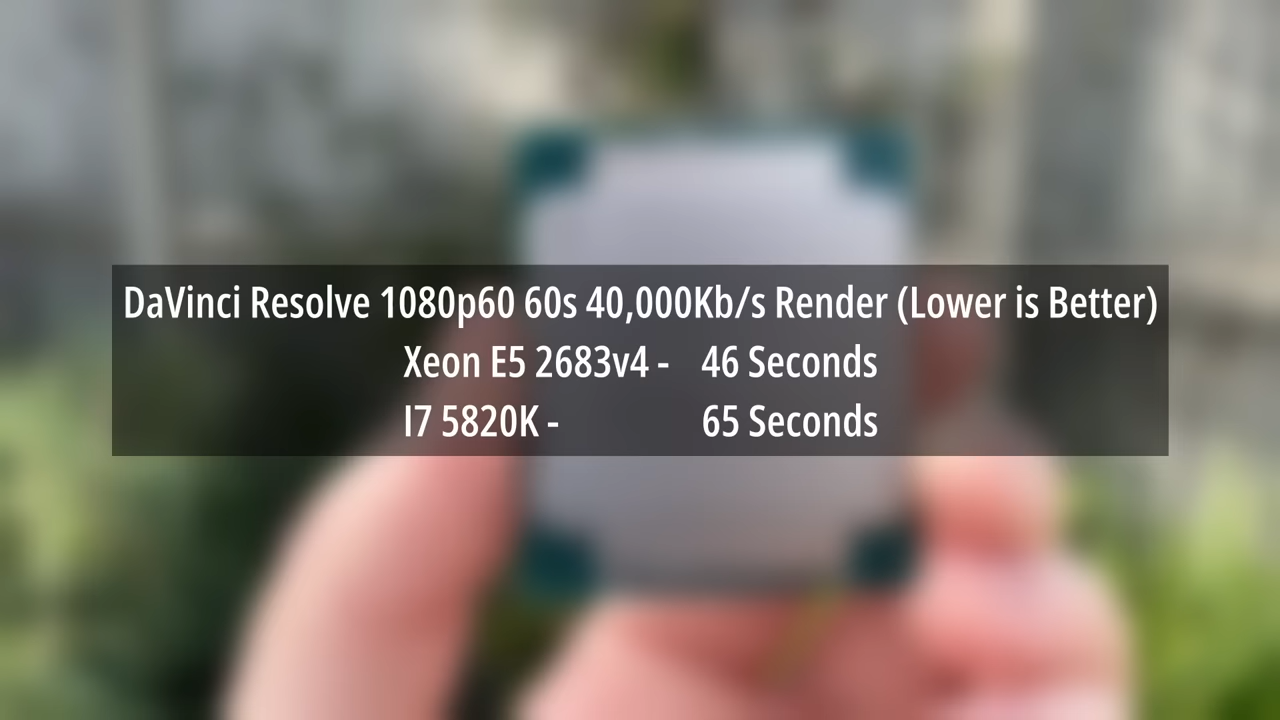 DaVinci Resolve 1080p60 60s 40,000Kb/s Render (Lower is Better)
Xeon E5 2683v4 - 46 Seconds
I7 5820K - 65 Seconds